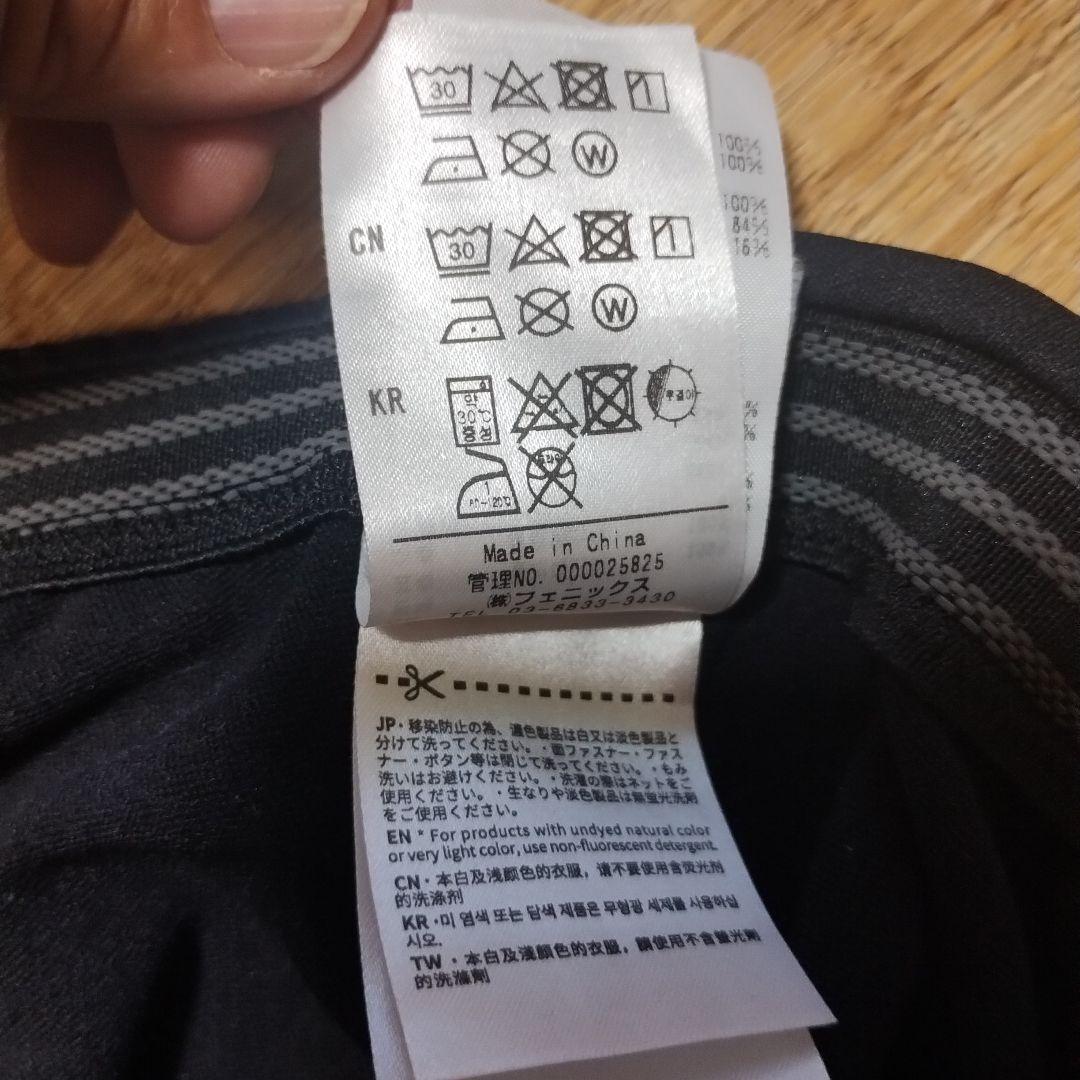 30
W
100%
100%
100%
84%
16%
CN
30
W
KR
약
30℃
중성
뉘어이
Made in China
管理NO. 000025825
㈱フェニックス
TEL 03-6833-3430
JP・移染防止の為、濃色製品は白又は淡色製品と
分けて洗ってください。・面ファスナー・ファス
ナー・ボタン等は閉じて洗ってください。・もみ
洗いはお避けください。・洗濯の際はネットをご
使用ください。・生なりや淡色製品は無蛍光洗剤
をご使用ください。
EN * For products with undyed natural color
or very light color, use non-fluorescent detergent.
CN・本白及浅颜色的衣服，请不要使用含荧光剂
的洗涤剂
KR・미 염색 또는 담색 제품은 무형광 세제를 사용하십
시오.
TW・本白及淺顏色的衣服，請使用不含螢光劑
的洗滌劑